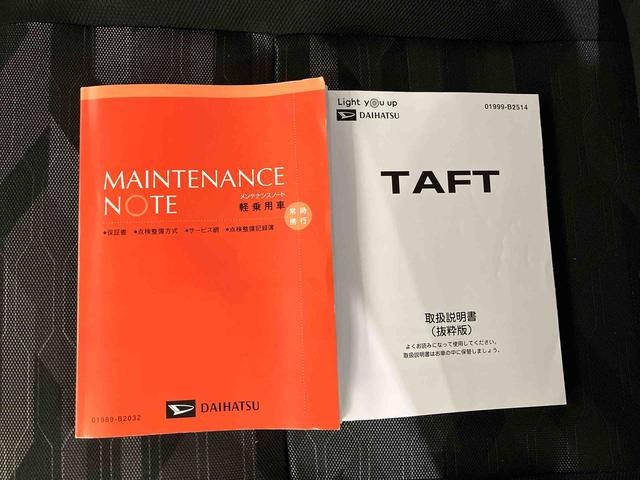 MAINTENANCE
NOTE
メンテナンスノート
軽乗用車
常時
携行
●保証書 ●点検整備方式 ●サービス網 ●点検整備記録簿
01989-B2032
DAIHATSU
Light you up
DAIHATSU
01999-B2514
TAFT
取扱説明書
(抜粋版)
よくお読みになって使用してください。
取扱説明書はお車の中に保管しましょう。